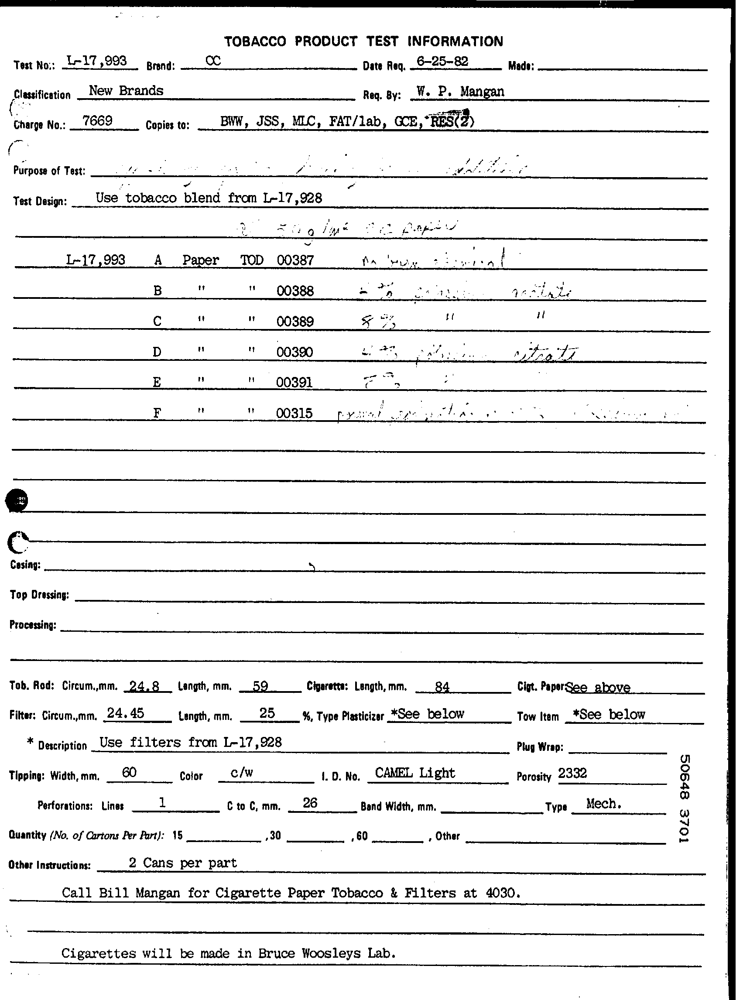 TOBACCO PRODUCT TEST INFORMATION
Test No.: L-17,993 Brand: CC Date Req. 6-25-82 Made:
Classification New Brands Req. By: W. P. Mangan
Charge No.: 7669 Copies to: BWW, JSS, MLC, FAT/lab, GCE, RES(2)
Purpose of Test:
Test Design: Use tobacco blend from L-17,928
paper
L-17,993 A Paper TOD 00387 No burn chemical
B " " 00388 %
C " " 00389 8% " "
D " " 00390 % citrate
E " " 00391 "
F " " 00315
Casing:
Top Dressing:
Processing:
Tob. Rod: Circum.,mm. 24.8 Length, mm. 59 Cigarette: Length, mm. 84 Cigt. Paper See above
Filter: Circum.,mm. 24.45 Length, mm. 25 %, Type Plasticizer *See below Tow Item *See below
* Description Use filters from L-17,928 Plug Wrap:
Tipping: Width, mm. 60 Color c/w I. D. No. CAMEL Light Porosity 2332
Perforations: Lines 1 C to C, mm. 26 Band Width, mm. Type Mech.
Quantity (No. of Cartons Per Part): 15 , 30 , 60 , Other
Other Instructions: 2 Cans per part
Call Bill Mangan for Cigarette Paper Tobacco & Filters at 4030.
Cigarettes will be made in Bruce Woosleys Lab.
50648 3701